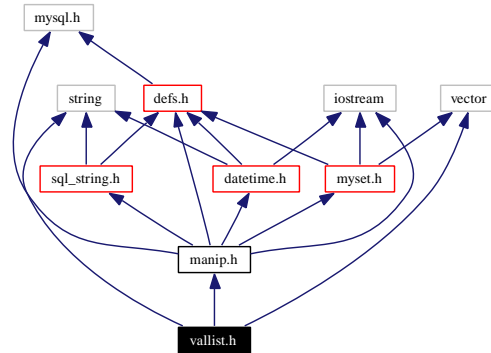 mysql.h
string
defs.h
iostream
vector
sql_string.h
datetime.h
myset.h
manip.h
vallist.h